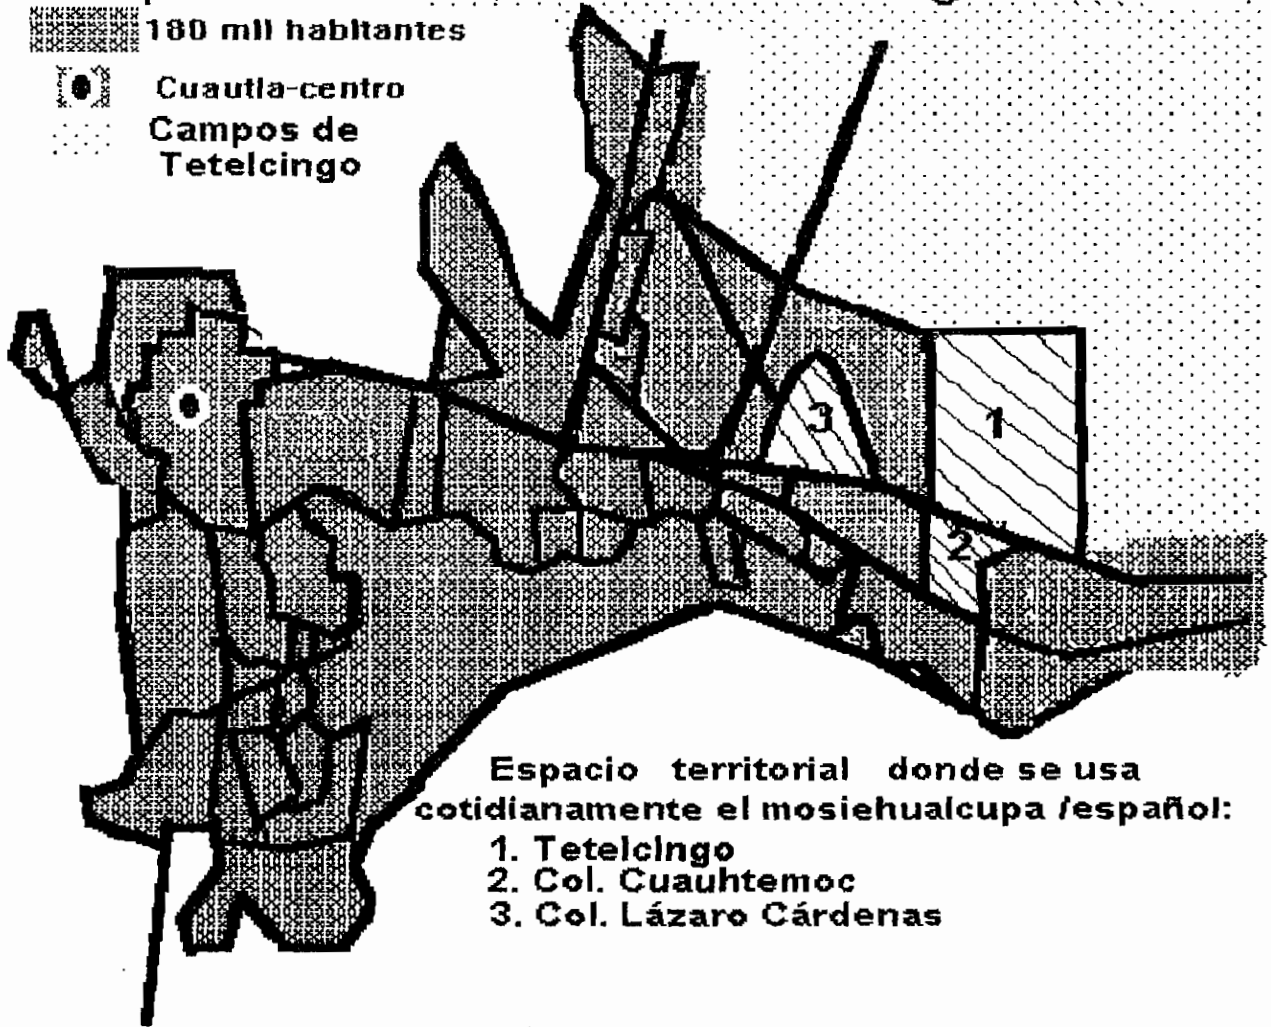 180 mil habitantes
Cuautla-centro
Campos de
Tetelcingo
3
1
2
Espacio territorial donde se usa
cotidianamente el mosiehualcupa /español:
1. Tetelcingo
2. Col. Cuauhtemoc
3. Col. Lázaro Cárdenas